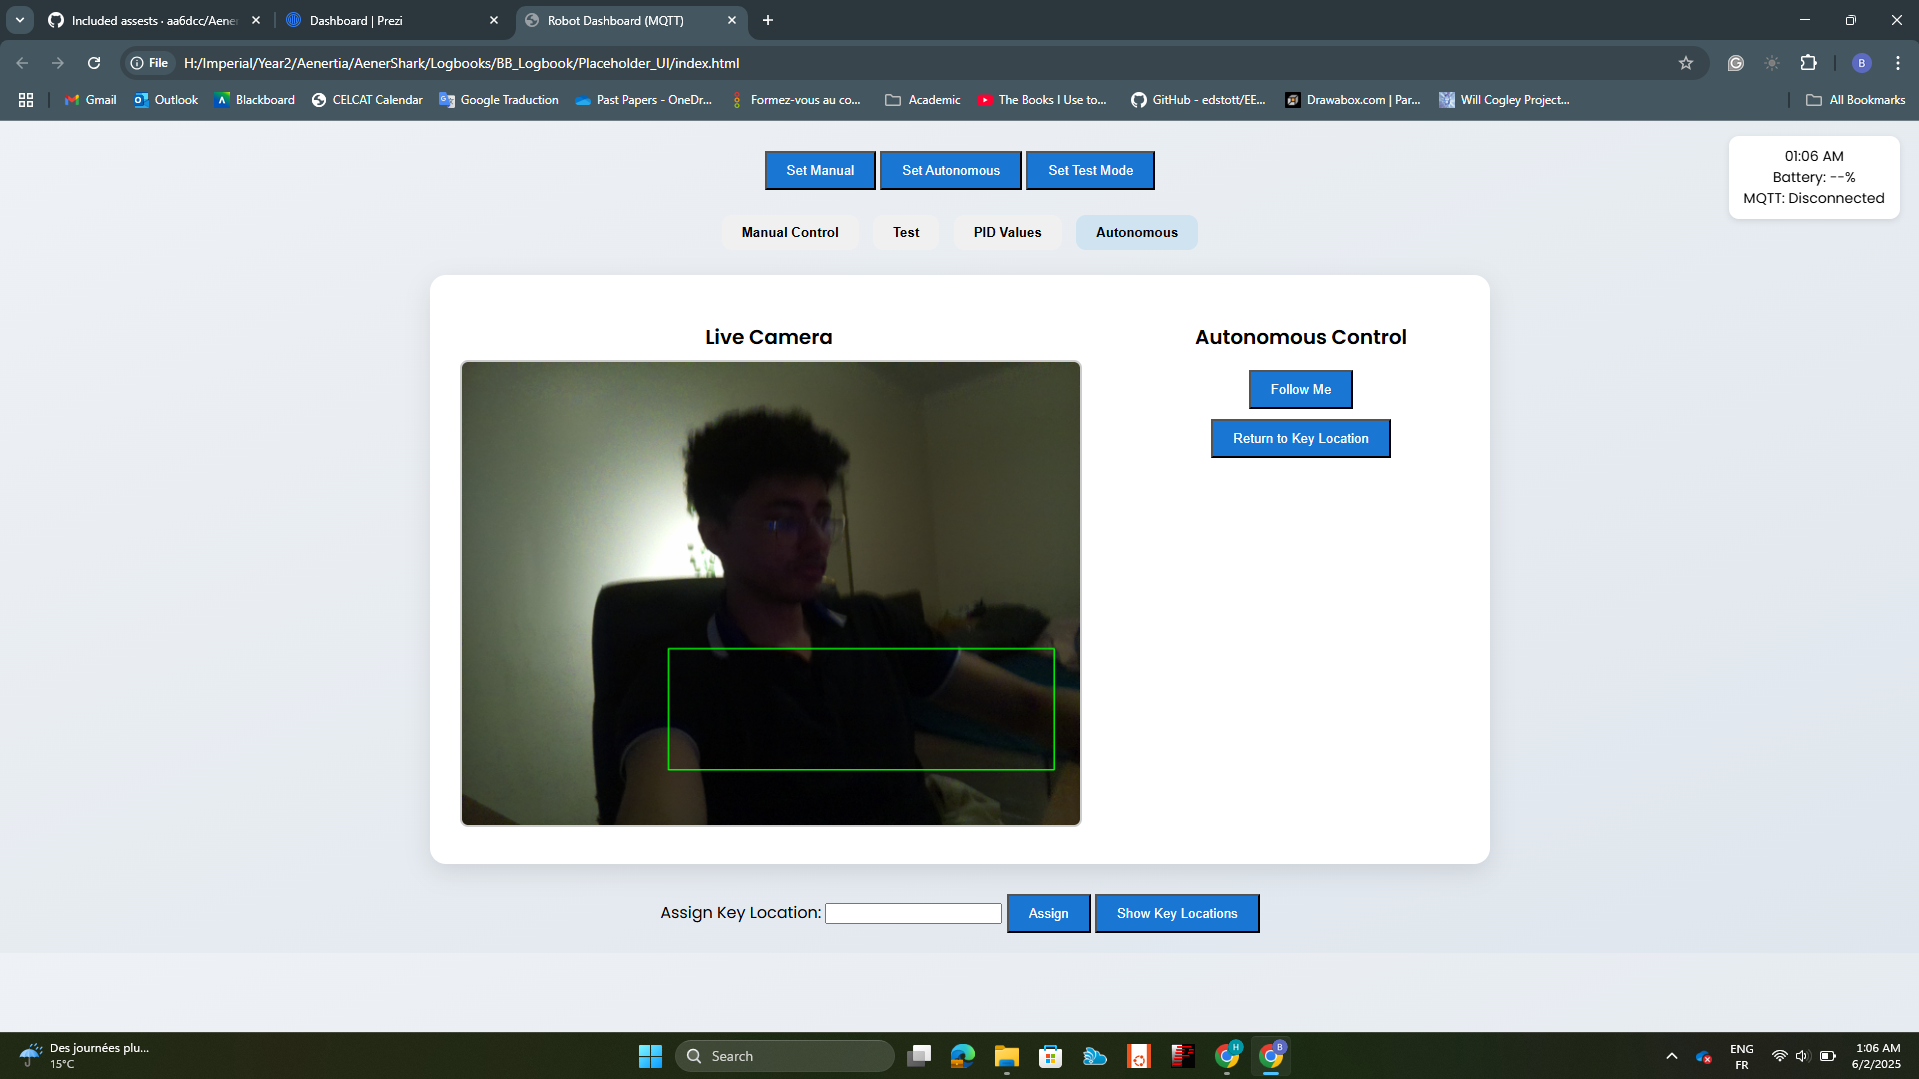 Included assests · aa6dcc/Aener
Dashboard | Prezi
Robot Dashboard (MQTT)
File
H:/Imperial/Year2/Aenertia/AenerShark/Logbooks/BB_Logbook/Placeholder_UI/index.html
B
Gmail
Outlook
Blackboard
CELCAT Calendar
Google Traduction
Past Papers - OneDr...
Formez-vous au co...
Academic
The Books I Use to...
GitHub - edstott/EE...
Drawabox.com | Par...
Will Cogley Project...
All Bookmarks
Set Manual
Set Autonomous
Set Test Mode
01:06 AM
Battery: --%
MQTT: Disconnected
Manual Control
Test
PID Values
Autonomous
Live Camera
Autonomous Control
Follow Me
Return to Key Location
Assign Key Location:
Assign
Show Key Locations
Des journées plu...
15°C
Search
H
B
ENG
FR
1:06 AM
6/2/2025